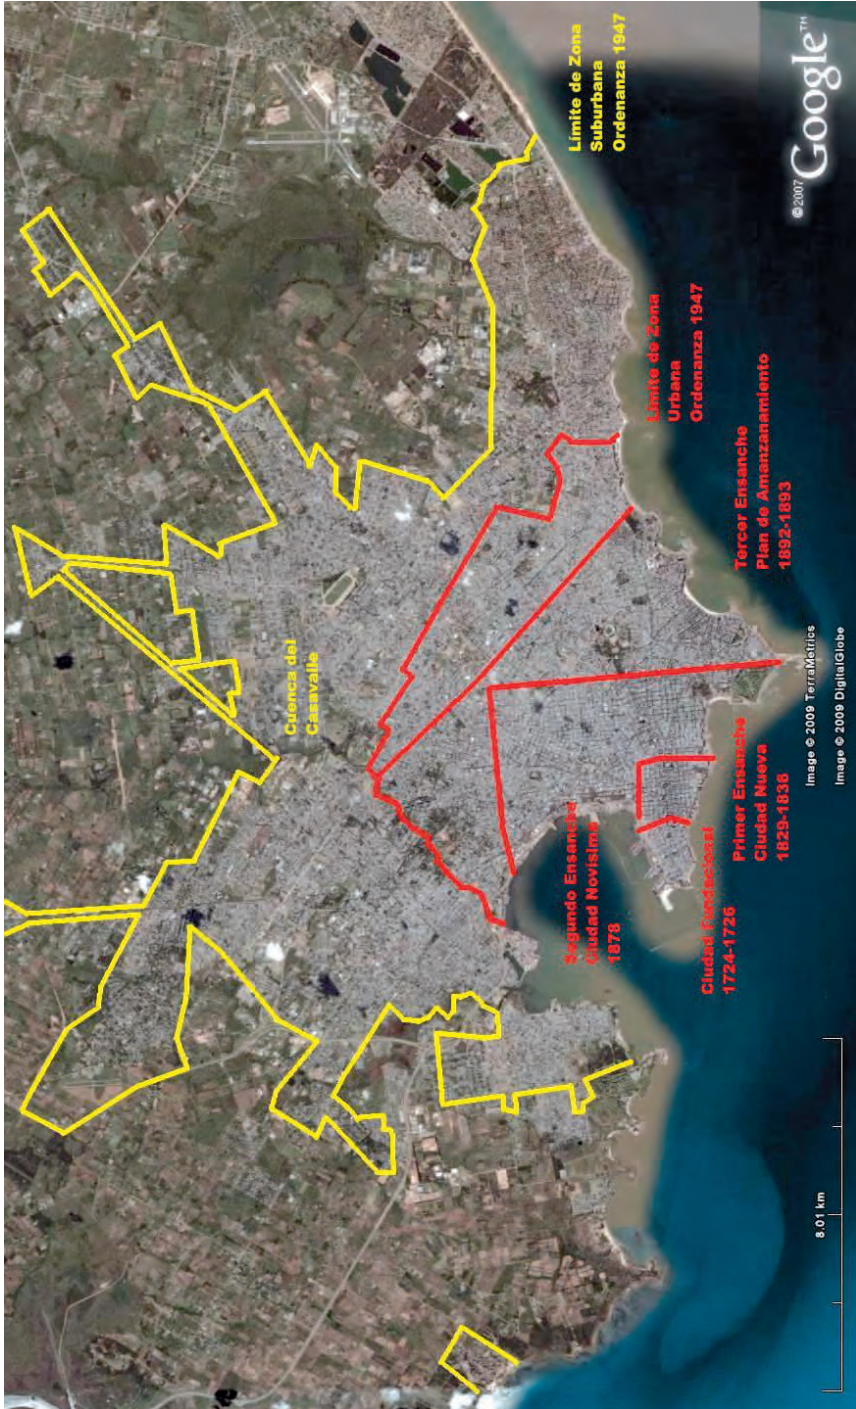 Límite de Zona
Suburbana
Ordenanza 1947
Cuenca del
Casavalle
Límite de Zona
Urbana
Ordenanza 1947
Tercer Ensanche
Plan de Amanzanamiento
1892-1893
Segundo Ensanche
Ciudad Novísima
1878
Primer Ensanche
Ciudad Nueva
1829-1836
Ciudad Fundacional
1724-1726
8.01 km
Image © 2009 TerraMetrics
Image © 2009 DigitalGlobe
©2007 Google™